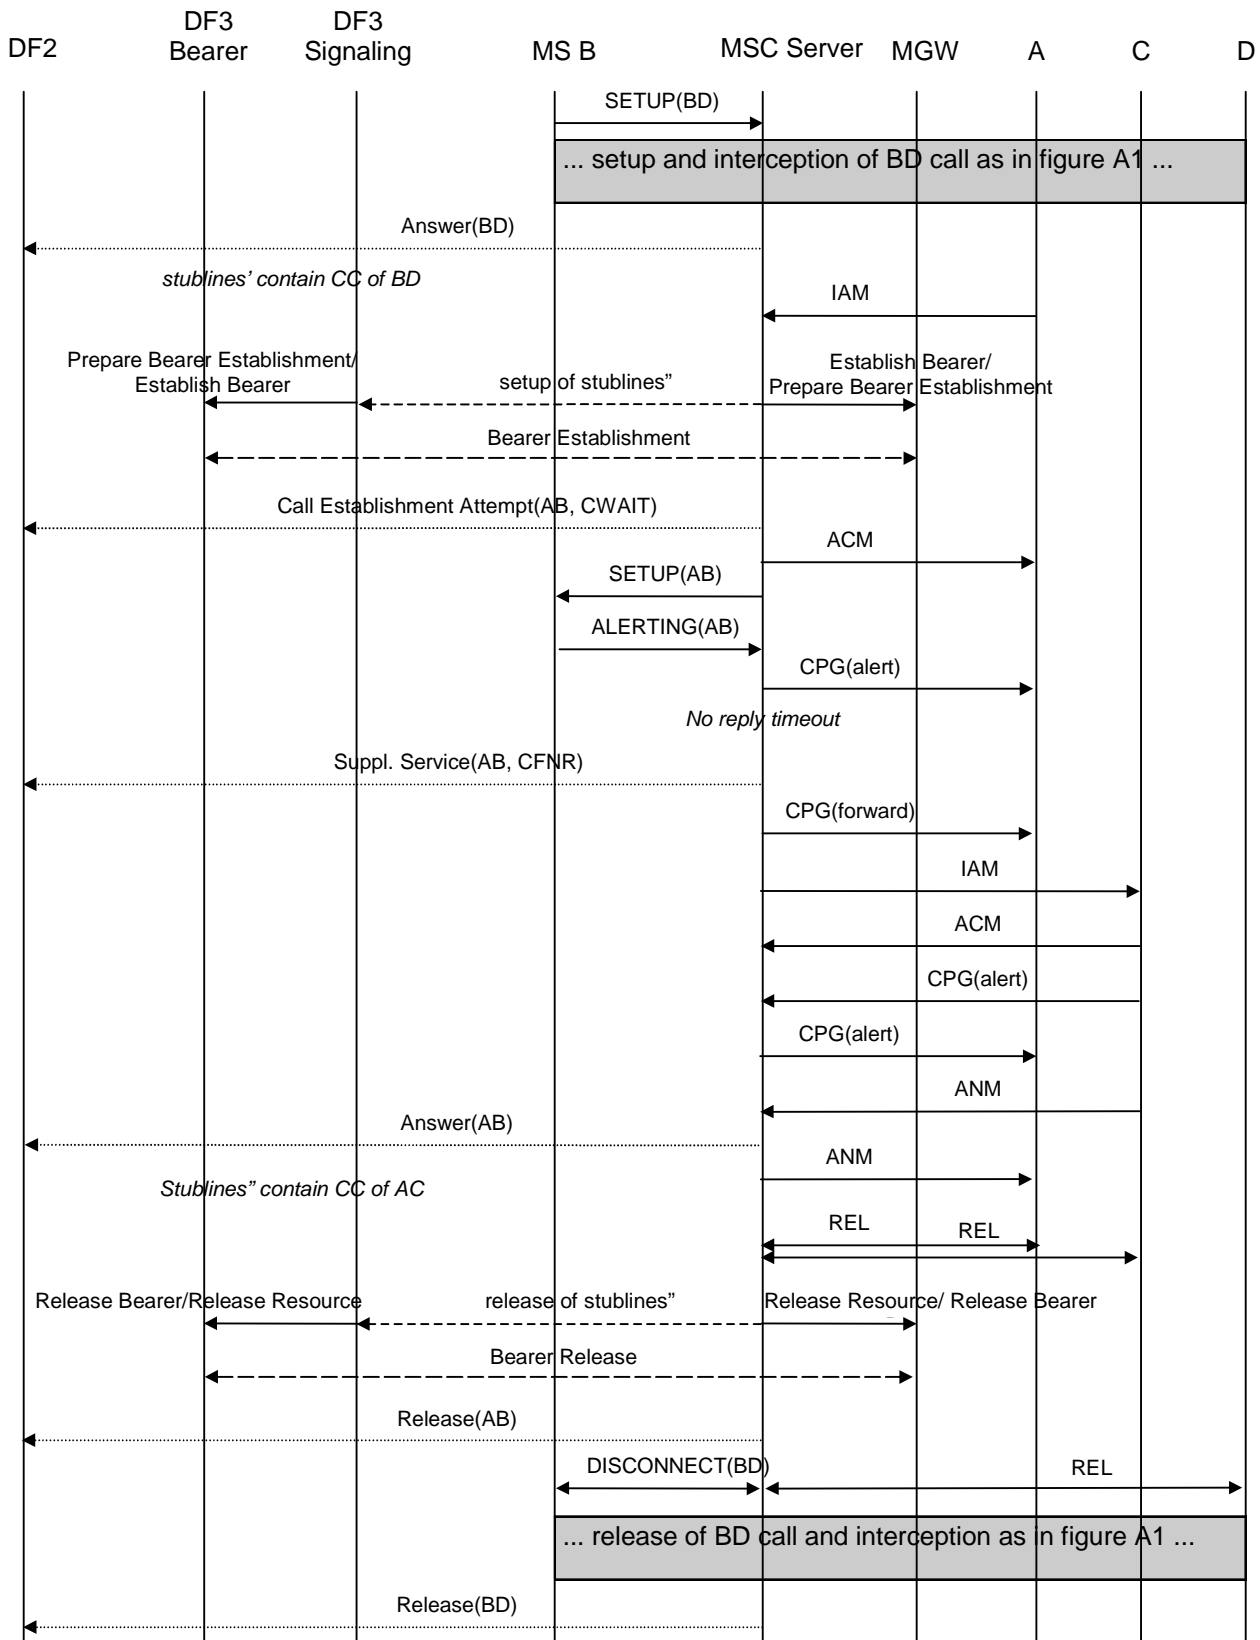 DF2
DF3
Bearer
DF3
Signaling
MS B
MSC Server
MGW
A
C
D
SETUP(BD)
... setup and interception of BD call as in figure A1 ...
Answer(BD)
stublines’ contain CC of BD
IAM
Prepare Bearer Establishment/
Establish Bearer
setup of stublines”
Establish Bearer/
Prepare Bearer Establishment
Bearer Establishment
Call Establishment Attempt(AB, CWAIT)
ACM
SETUP(AB)
ALERTING(AB)
CPG(alert)
No reply timeout
Suppl. Service(AB, CFNR)
CPG(forward)
IAM
ACM
CPG(alert)
CPG(alert)
ANM
Answer(AB)
ANM
Stublines” contain CC of AC
REL
REL
Release Bearer/Release Resource
release of stublines”
Release Resource/ Release Bearer
Bearer Release
Release(AB)
DISCONNECT(BD)
REL
... release of BD call and interception as in figure A1 ...
Release(BD)